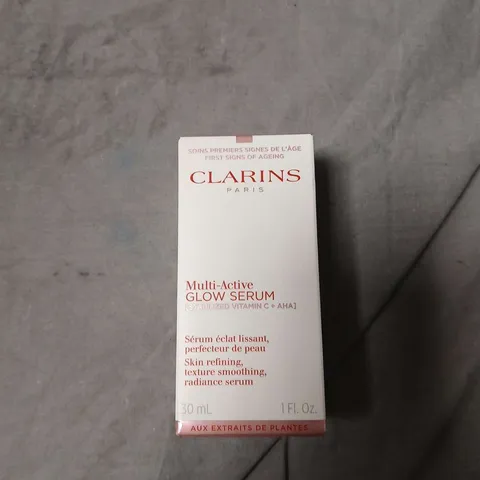 SOINS PREMIERS SIGNES DE L'ÂGE
FIRST SIGNS OF AGEING
CLARINS
PARIS
Multi-Active
GLOW SERUM
VITAMIN C + AHA]
Sérum éclat lissant,
perfecteur de peau
Skin refining,
texture smoothing,
radiance serum
30 mL 1 Fl. Oz.
AUX EXTRAITS DE PLANTES